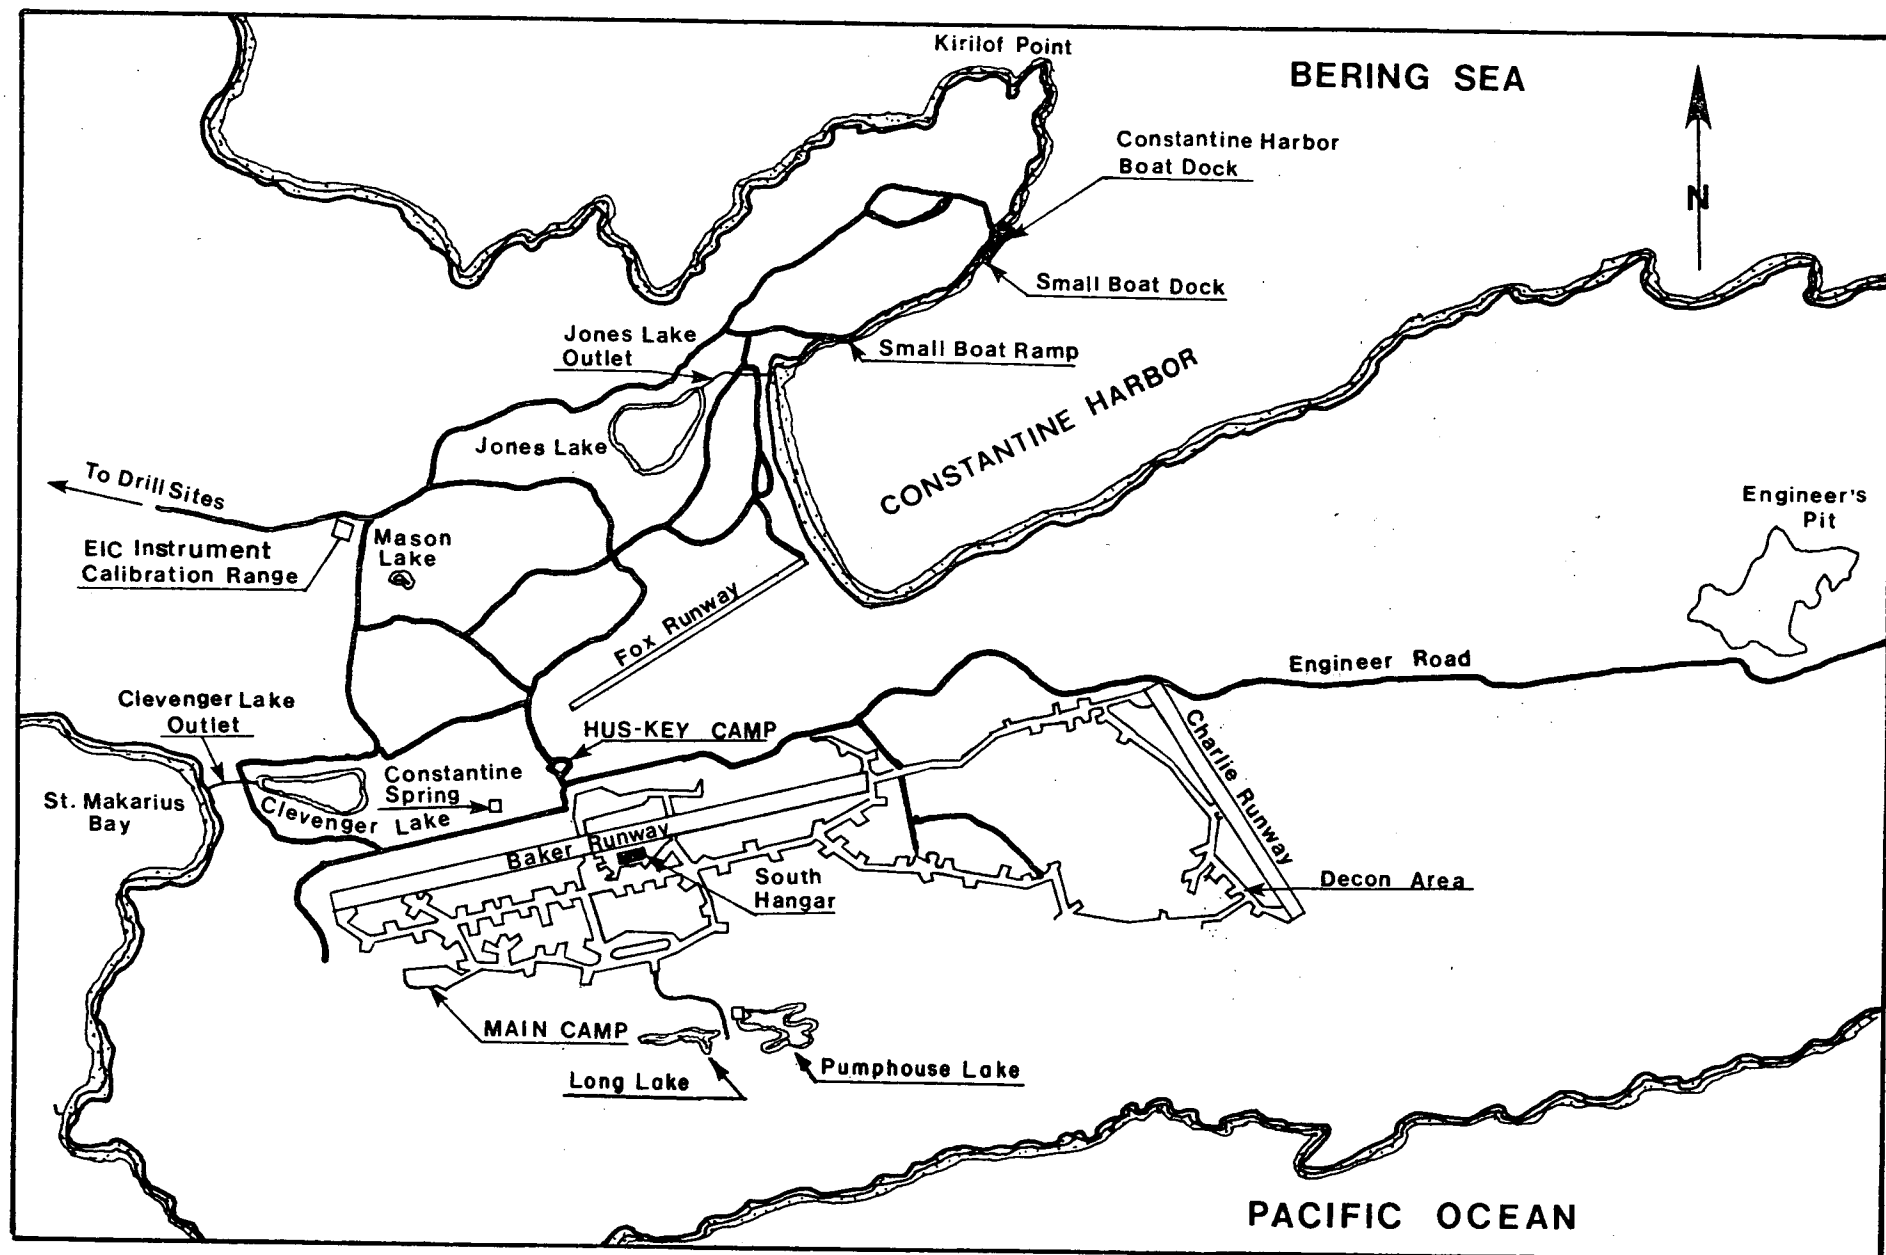 Kirilof Point
BERING SEA
Constantine Harbor
Boat Dock
N
Small Boat Dock
Jones Lake
Outlet
Small Boat Ramp
CONSTANTINE HARBOR
Jones Lake
To Drill Sites
Engineer's
Pit
EIC Instrument
Calibration Range
Mason
Lake
Fox Runway
Engineer Road
Clevenger Lake
Outlet
HUS-KEY CAMP
Charlie Runway
Constantine
Spring
St. Makarius
Bay
Clevenger Lake
Baker Runway
South
Hangar
Decon Area
MAIN CAMP
Long Lake
Pumphouse Lake
PACIFIC OCEAN